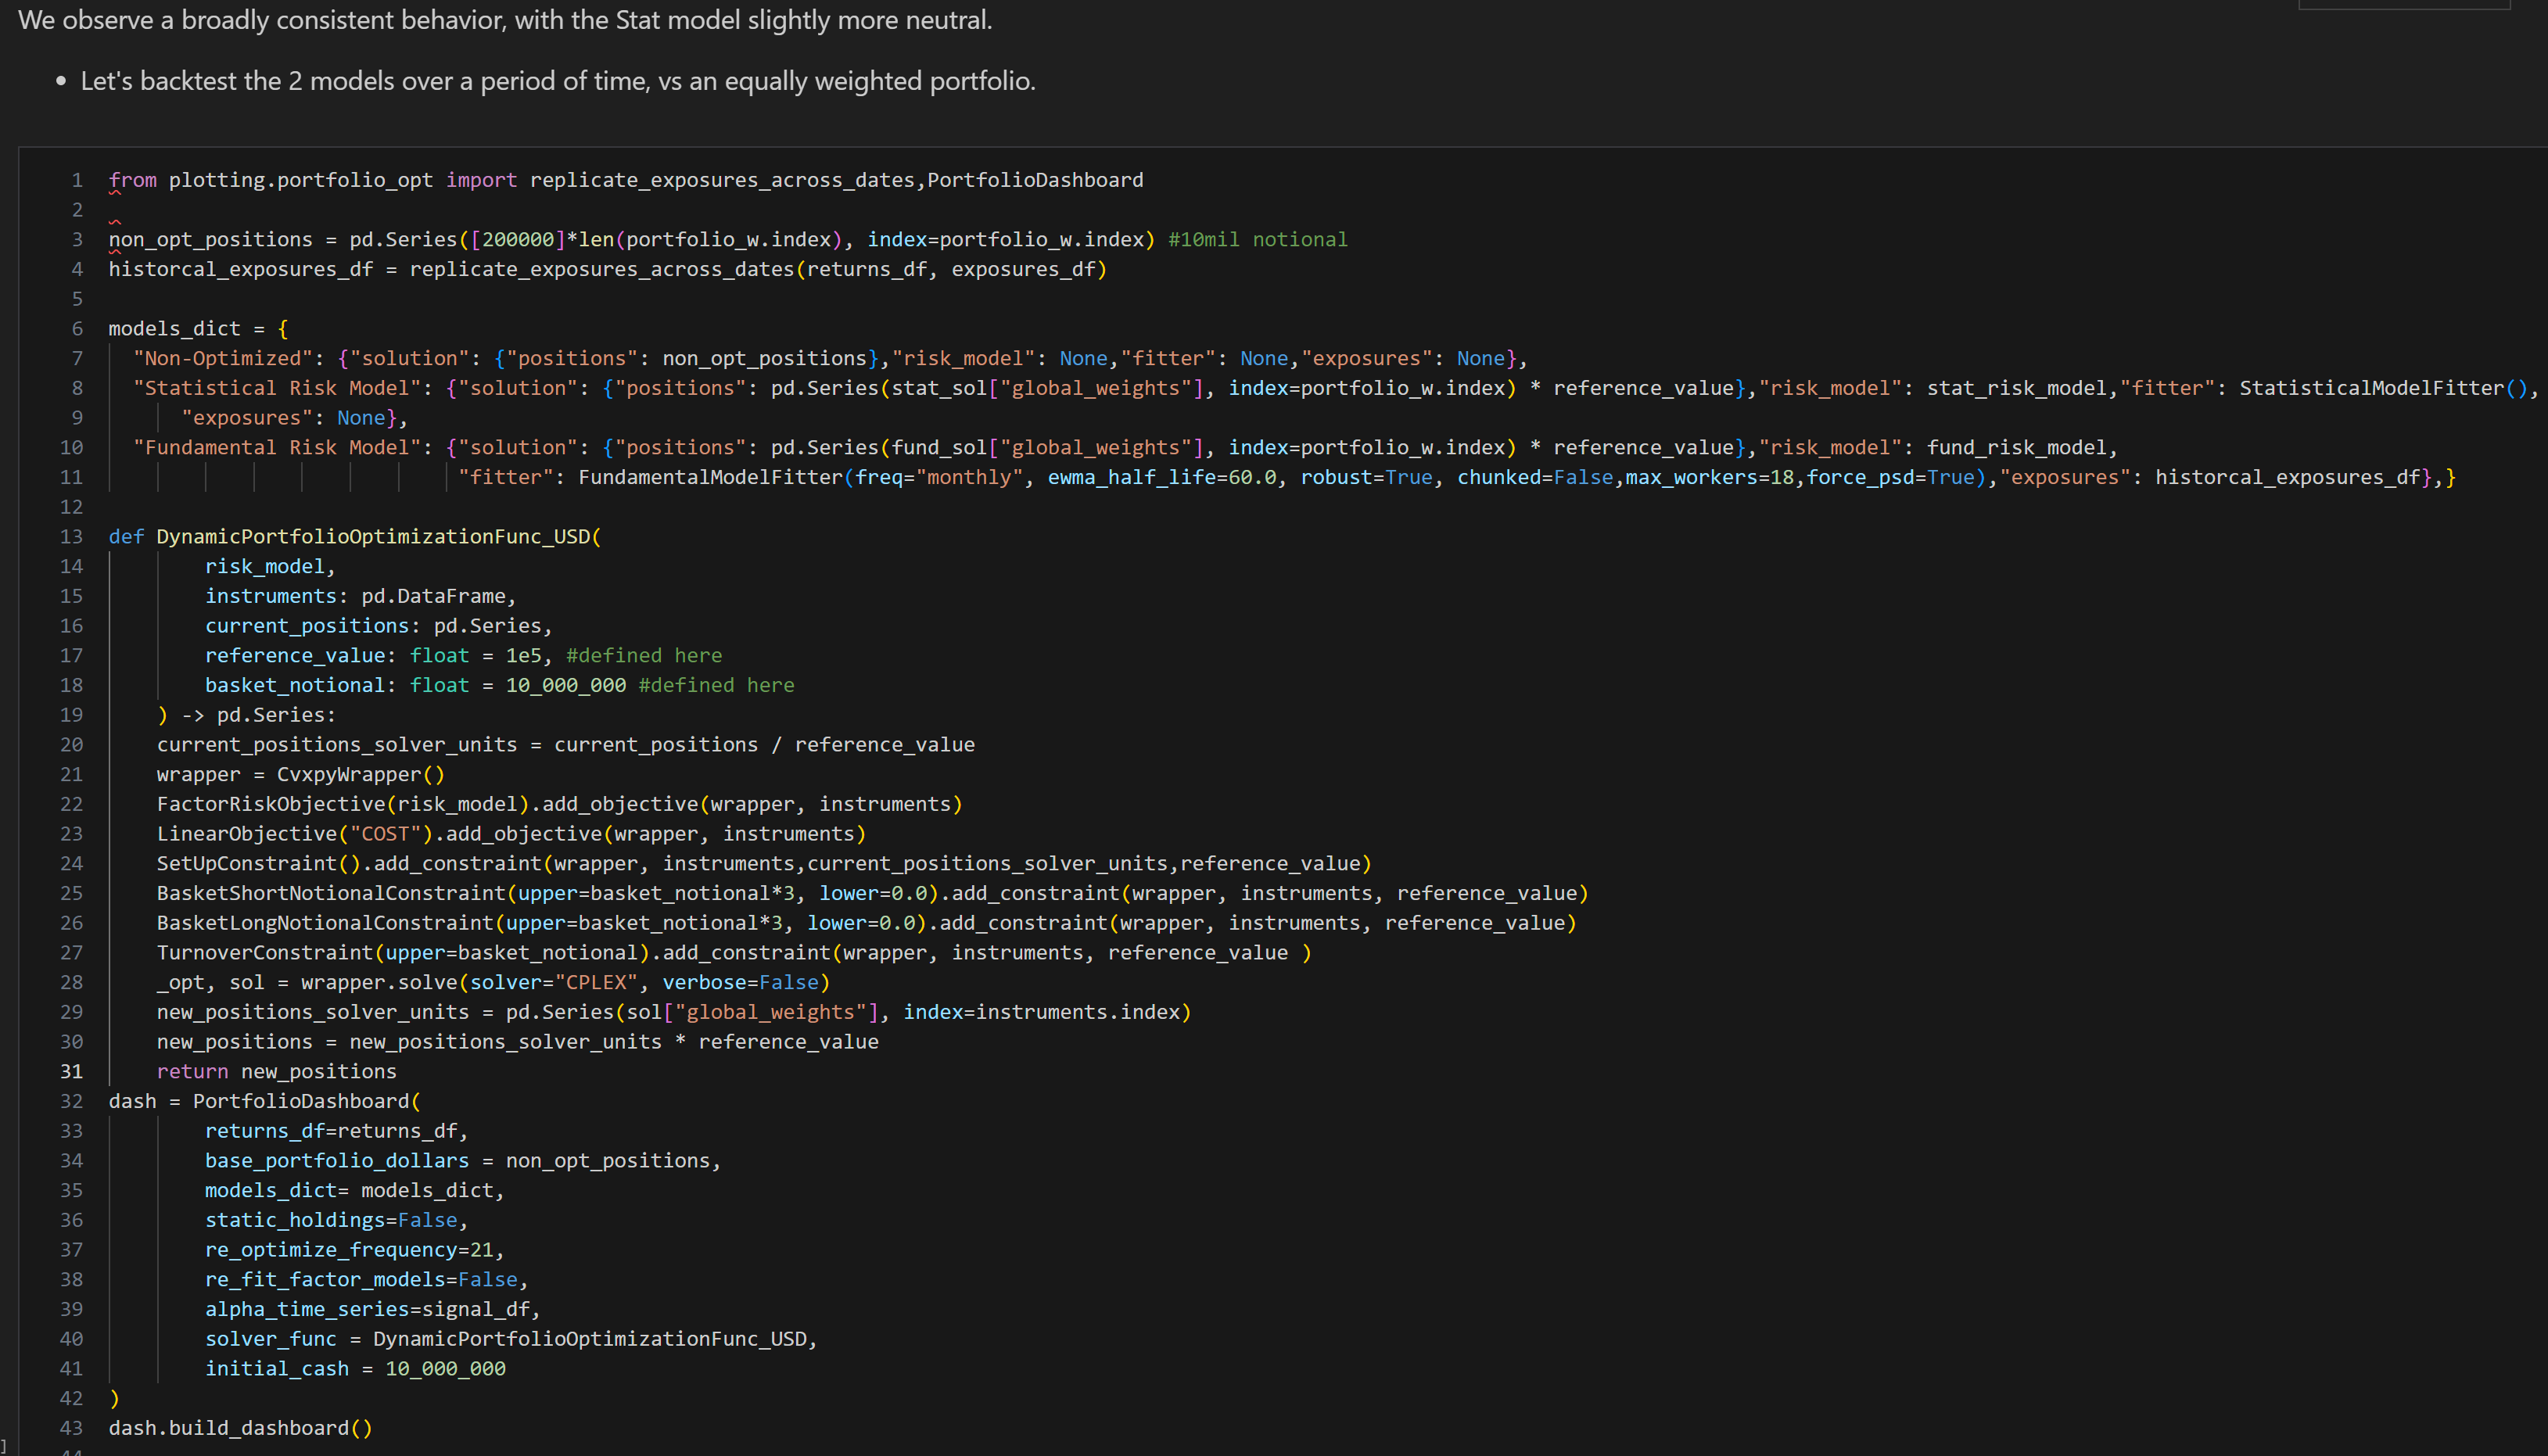 We observe a broadly consistent behavior, with the Stat model slightly more neutral.
• Let's backtest the 2 models over a period of time, vs an equally weighted portfolio.
1 from plotting.portfolio_opt import replicate_exposures_across_dates,PortfolioDashboard
2
3 non_opt_positions = pd.Series([200000]*len(portfolio_w.index), index=portfolio_w.index) #10mil notional
4 historcal_exposures_df = replicate_exposures_across_dates(returns_df, exposures_df)
5
6 models_dict = {
7 "Non-Optimized": {"solution": {"positions": non_opt_positions},"risk_model": None,"fitter": None,"exposures": None},
8 "Statistical Risk Model": {"solution": {"positions": pd.Series(stat_sol["global_weights"], index=portfolio_w.index) * reference_value},"risk_model": stat_risk_model,"fitter": StatisticalModelFitter(),
9 "exposures": None},
10 "Fundamental Risk Model": {"solution": {"positions": pd.Series(fund_sol["global_weights"], index=portfolio_w.index) * reference_value},"risk_model": fund_risk_model,
11 "fitter": FundamentalModelFitter(freq="monthly", ewma_half_life=60.0, robust=True, chunked=False,max_workers=18,force_psd=True),"exposures": historcal_exposures_df},}
12
13 def DynamicPortfolioOptimizationFunc_USD(
14 risk_model,
15 instruments: pd.DataFrame,
16 current_positions: pd.Series,
17 reference_value: float = 1e5, #defined here
18 basket_notional: float = 10_000_000 #defined here
19 ) -> pd.Series:
20 current_positions_solver_units = current_positions / reference_value
21 wrapper = CvxpyWrapper()
22 FactorRiskObjective(risk_model).add_objective(wrapper, instruments)
23 LinearObjective("COST").add_objective(wrapper, instruments)
24 SetUpConstraint().add_constraint(wrapper, instruments,current_positions_solver_units,reference_value)
25 BasketShortNotionalConstraint(upper=basket_notional*3, lower=0.0).add_constraint(wrapper, instruments, reference_value)
26 BasketLongNotionalConstraint(upper=basket_notional*3, lower=0.0).add_constraint(wrapper, instruments, reference_value)
27 TurnoverConstraint(upper=basket_notional).add_constraint(wrapper, instruments, reference_value )
28 _opt, sol = wrapper.solve(solver="CPLEX", verbose=False)
29 new_positions_solver_units = pd.Series(sol["global_weights"], index=instruments.index)
30 new_positions = new_positions_solver_units * reference_value
31 return new_positions
32 dash = PortfolioDashboard(
33 returns_df=returns_df,
34 base_portfolio_dollars = non_opt_positions,
35 models_dict= models_dict,
36 static_holdings=False,
37 re_optimize_frequency=21,
38 re_fit_factor_models=False,
39 alpha_time_series=signal_df,
40 solver_func = DynamicPortfolioOptimizationFunc_USD,
41 initial_cash = 10_000_000
42 )
43 dash.build_dashboard()
]